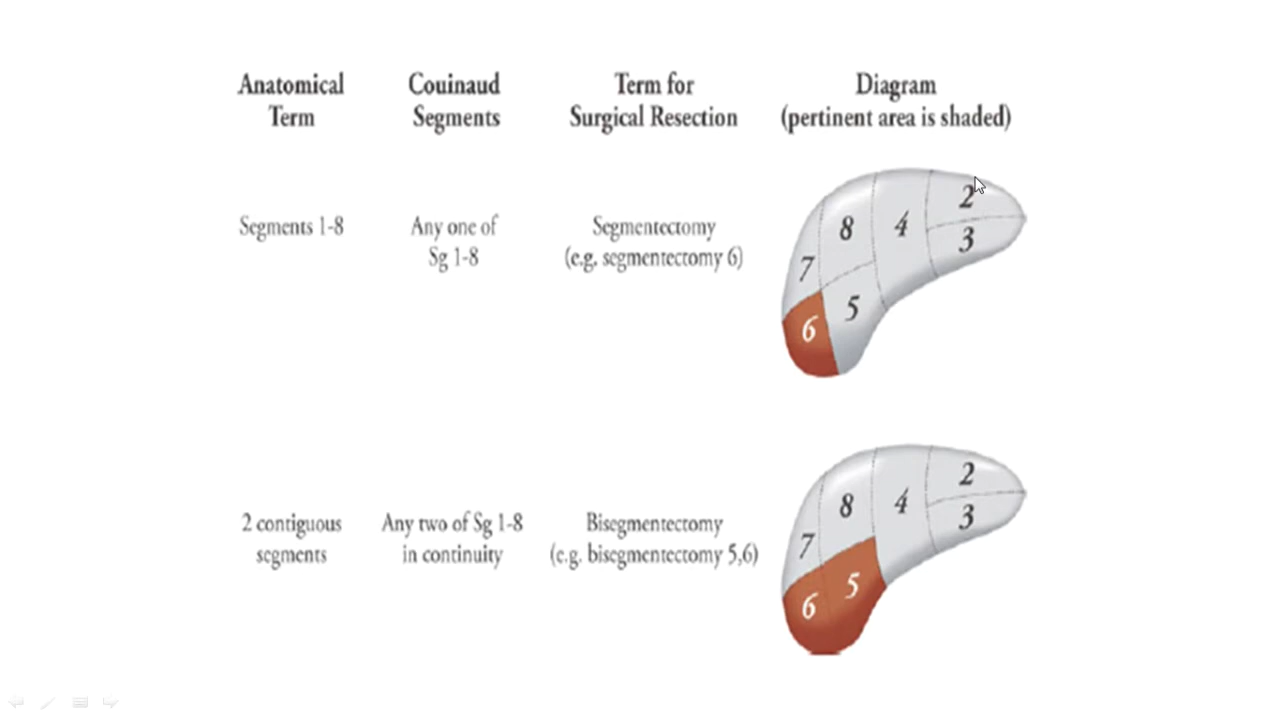 Anatomical Term
Couinaud Segments
Term for Surgical Resection
Diagram (pertinent area is shaded)
Segments 1-8
Any one of Sg 1-8
Segmentectomy (e.g. segmentectomy 6)
2
8
4
3
7
5
6
2 contiguous segments
Any two of Sg 1-8 in continuity
Bisegmentectomy (e.g. bisegmentectomy 5,6)
2
8
4
3
7
5
6